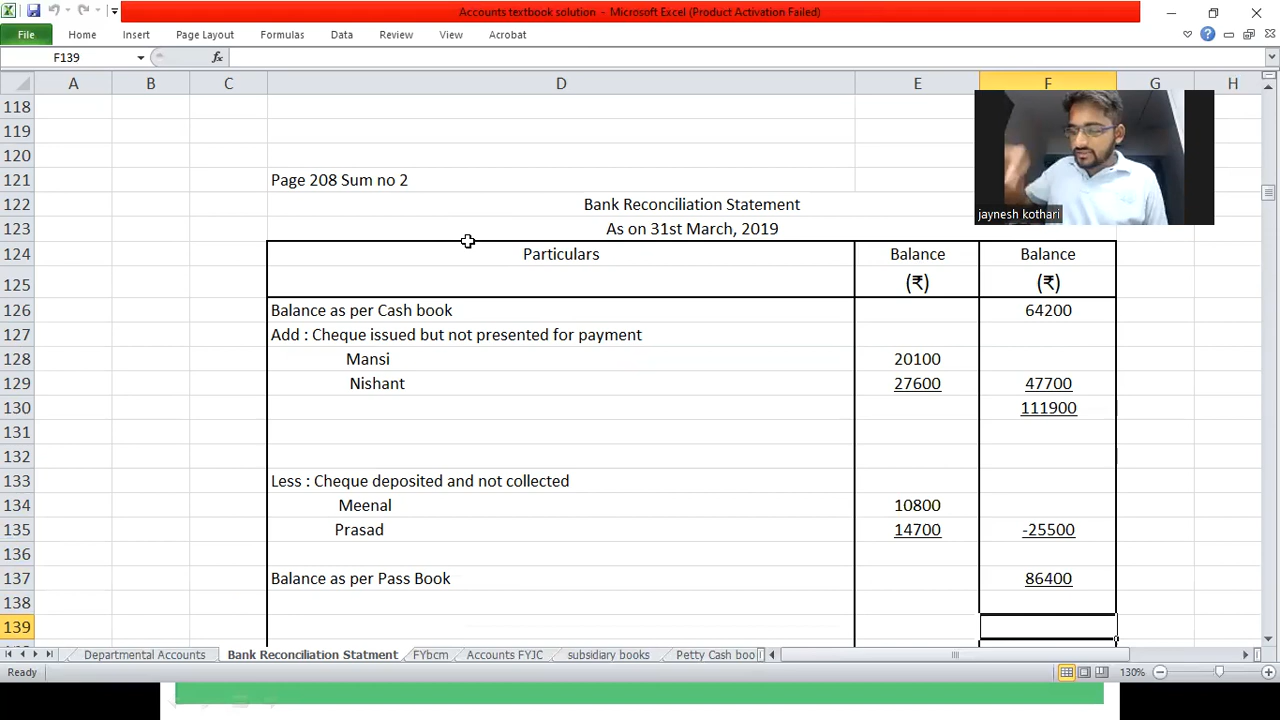 Accounts textbook solution - Microsoft Excel (Product Activation Failed)
File Home Insert Page Layout Formulas Data Review View Acrobat
F139 fx
A B C D E F G H
118
119
120
121 Page 208 Sum no 2
122 Bank Reconciliation Statement
123 As on 31st March, 2019
124 Particulars Balance Balance
125 (₹) (₹)
126 Balance as per Cash book 64200
127 Add : Cheque issued but not presented for payment
128 Mansi 20100
129 Nishant 27600 47700
130 111900
131
132
133 Less : Cheque deposited and not collected
134 Meenal 10800
135 Prasad 14700 -25500
136
137 Balance as per Pass Book 86400
138
139
jaynesh kothari
Departmental Accounts Bank Reconciliation Statment FYbcm Accounts FYJC subsidiary books Petty Cash boo
Ready 130%